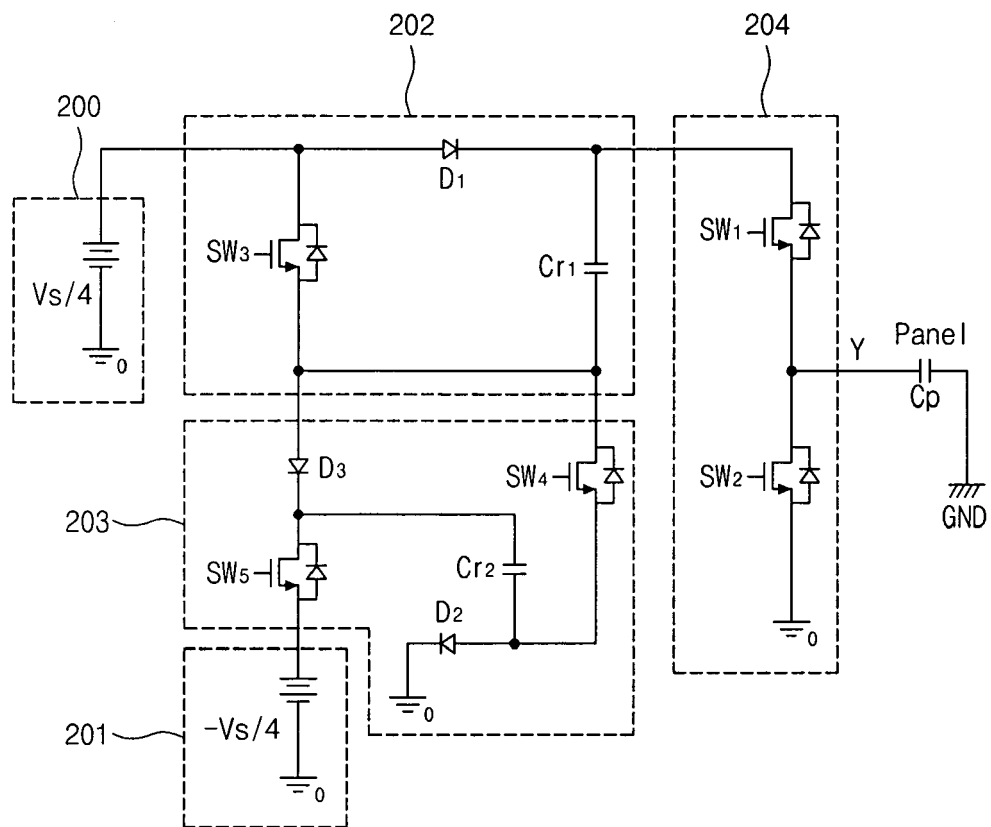 202
204
200
D1
SW3
SW1
Cr1
Vs/4
0
Y
Panel
Cp
D3
SW4
SW2
GND
203
SW5
Cr2
D2
0
0
201
-Vs/4
0